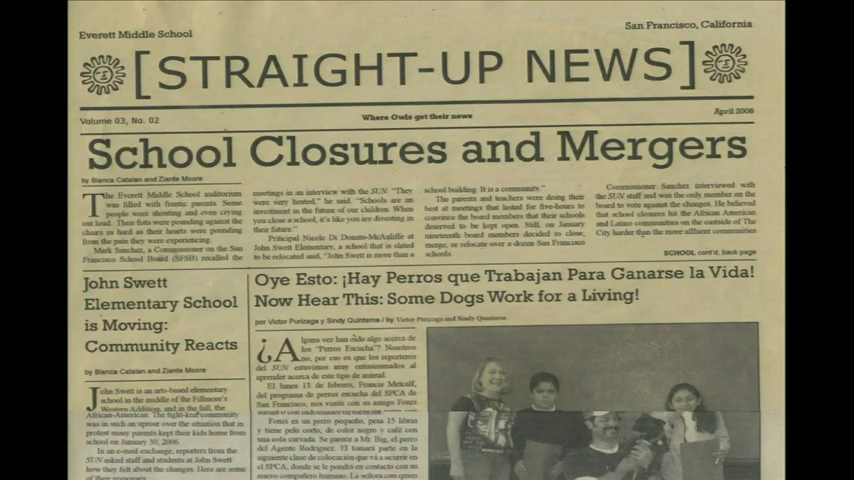 Everett Middle School
San Francisco, California
[STRAIGHT-UP NEWS]
Volume 03, No. 02
Where Owls get their news
April 2006
School Closures and Mergers
by Bianca Catalan and Ziante Moore
The Everett Middle School auditorium
was filled with frantic parents. Some
people were shouting and even crying
out loud. Their fists were pounding against the
chairs as hard as their hearts were pounding
from the pain they were experiencing.
Mark Sanchez, a Commissioner on the San
Francisco School Board (SFSB) recalled the
meetings in an interview with the SUN. "They
were very heated," he said. "Schools are an
investment in the future of our children. When
you close a school, it's like you are divesting in
their future."
Principal Nicole Di Donato-McAuliffe at
John Swett Elementary, a school that is slated
to be relocated said, "John Swett is more than a
school building. It is a community."
The parents and teachers were doing their
best at meetings that lasted for five-hours to
convince the board members that their schools
deserved to be kept open. Still, on January
nineteenth board members decided to close,
merge, or relocate over a dozen San Francisco
schools.
Commissioner Sanchez interviewed with
the SUN staff and was the only member on the
board to vote against the changes. He believed
that school closures hit the African American
and Latino communities on the eastside of The
City harder than the more affluent communities
SCHOOL cont'd, back page
John Swett
Elementary School
is Moving:
Community Reacts
by Bianca Catalan and Ziante Moore
John Swett is an arts-based elementary
school in the middle of the Fillmore's
Western Addition, and in the fall, the
African-American. The tight-knit community
was in such an uproar over the situation that in
protest many parents kept their kids home from
school on January 30, 2006.
In an e-mail exchange, reporters from the
SUN asked staff and students at John Swett
how they felt about the changes. Here are some
of their responses
Oye Esto: ¡Hay Perros que Trabajan Para Ganarse la Vida!
Now Hear This: Some Dogs Work for a Living!
por Victor Purizaga y Sindy Quinteros / by Victor Purizaga and Sindy Quinteros
¿Alguna vez han oído algo acerca de
los "Perros Escucha"? Nosotros
no, por eso es que los reporteros
del SUN estuvimos muy entusiasmados al
aprender acerca de este tipo de animal.
El lunes 13 de febrero, Francis Metcalf,
del programa de perros escucha del SPCA de
San Francisco, nos visitó con su amigo Fonzi
Fonzi es un perro pequeño, pesa 15 libras
y tiene pelo corto, de color negro y café con
una cola curvada. Se parece a Mr. Big, el perro
del Agente Rodriguez. El tomará parte en la
siguiente clase de colocación que va a ocurrir en
el SPCA, donde se le pondrá en contacto con su
nuevo compañero humano. La señora con quien